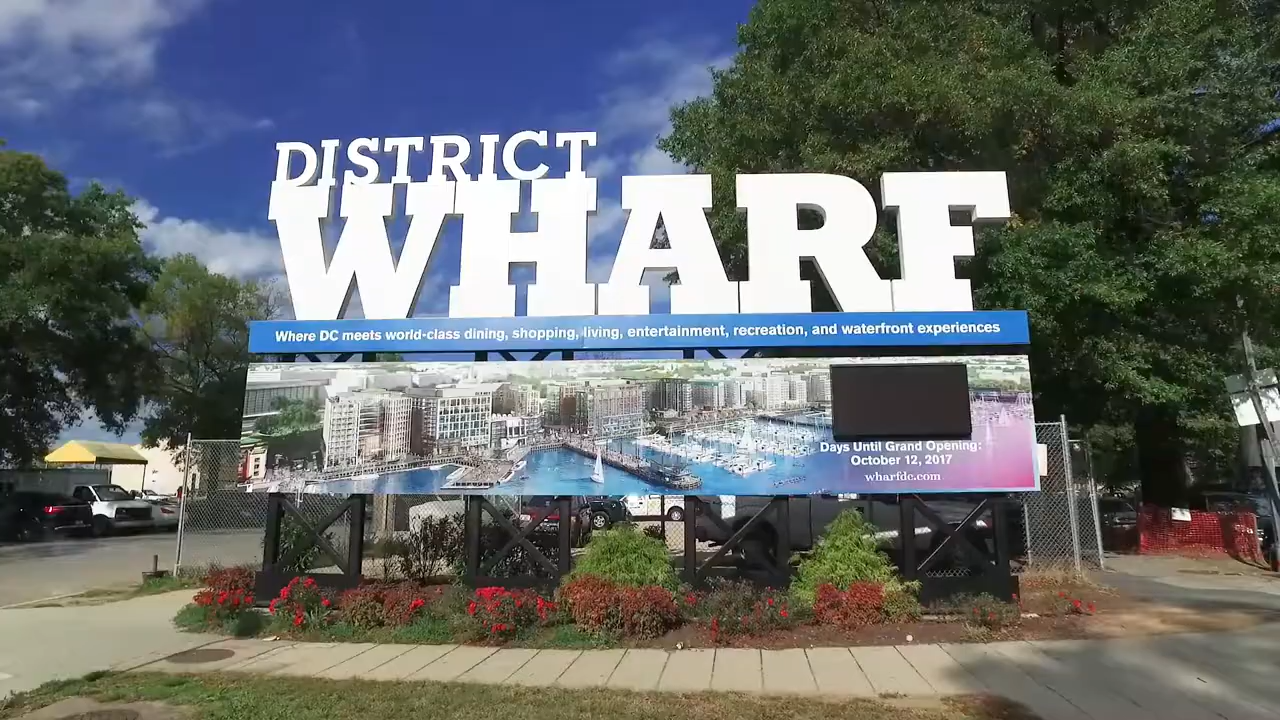 DISTRICT
WHARF
Where DC meets world-class dining, shopping, living, entertainment, recreation, and waterfront experiences
Days Until Grand Opening:
October 12, 2017
wharfdc.com